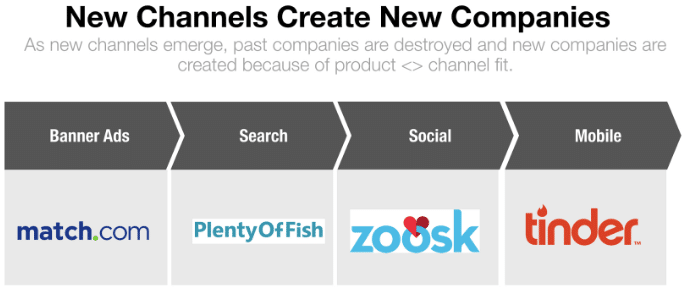 New Channels Create New Companies
As new channels emerge, past companies are destroyed and new companies are
created because of product <> channel fit.
Banner Ads
Search
Social
Mobile
match.com
PlentyOfFish
zoosk
tinder™